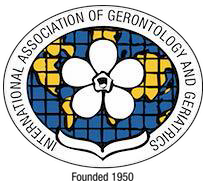 INTERNATIONAL ASSOCIATION OF GERONTOLOGY AND GERIATRICS
Founded 1950